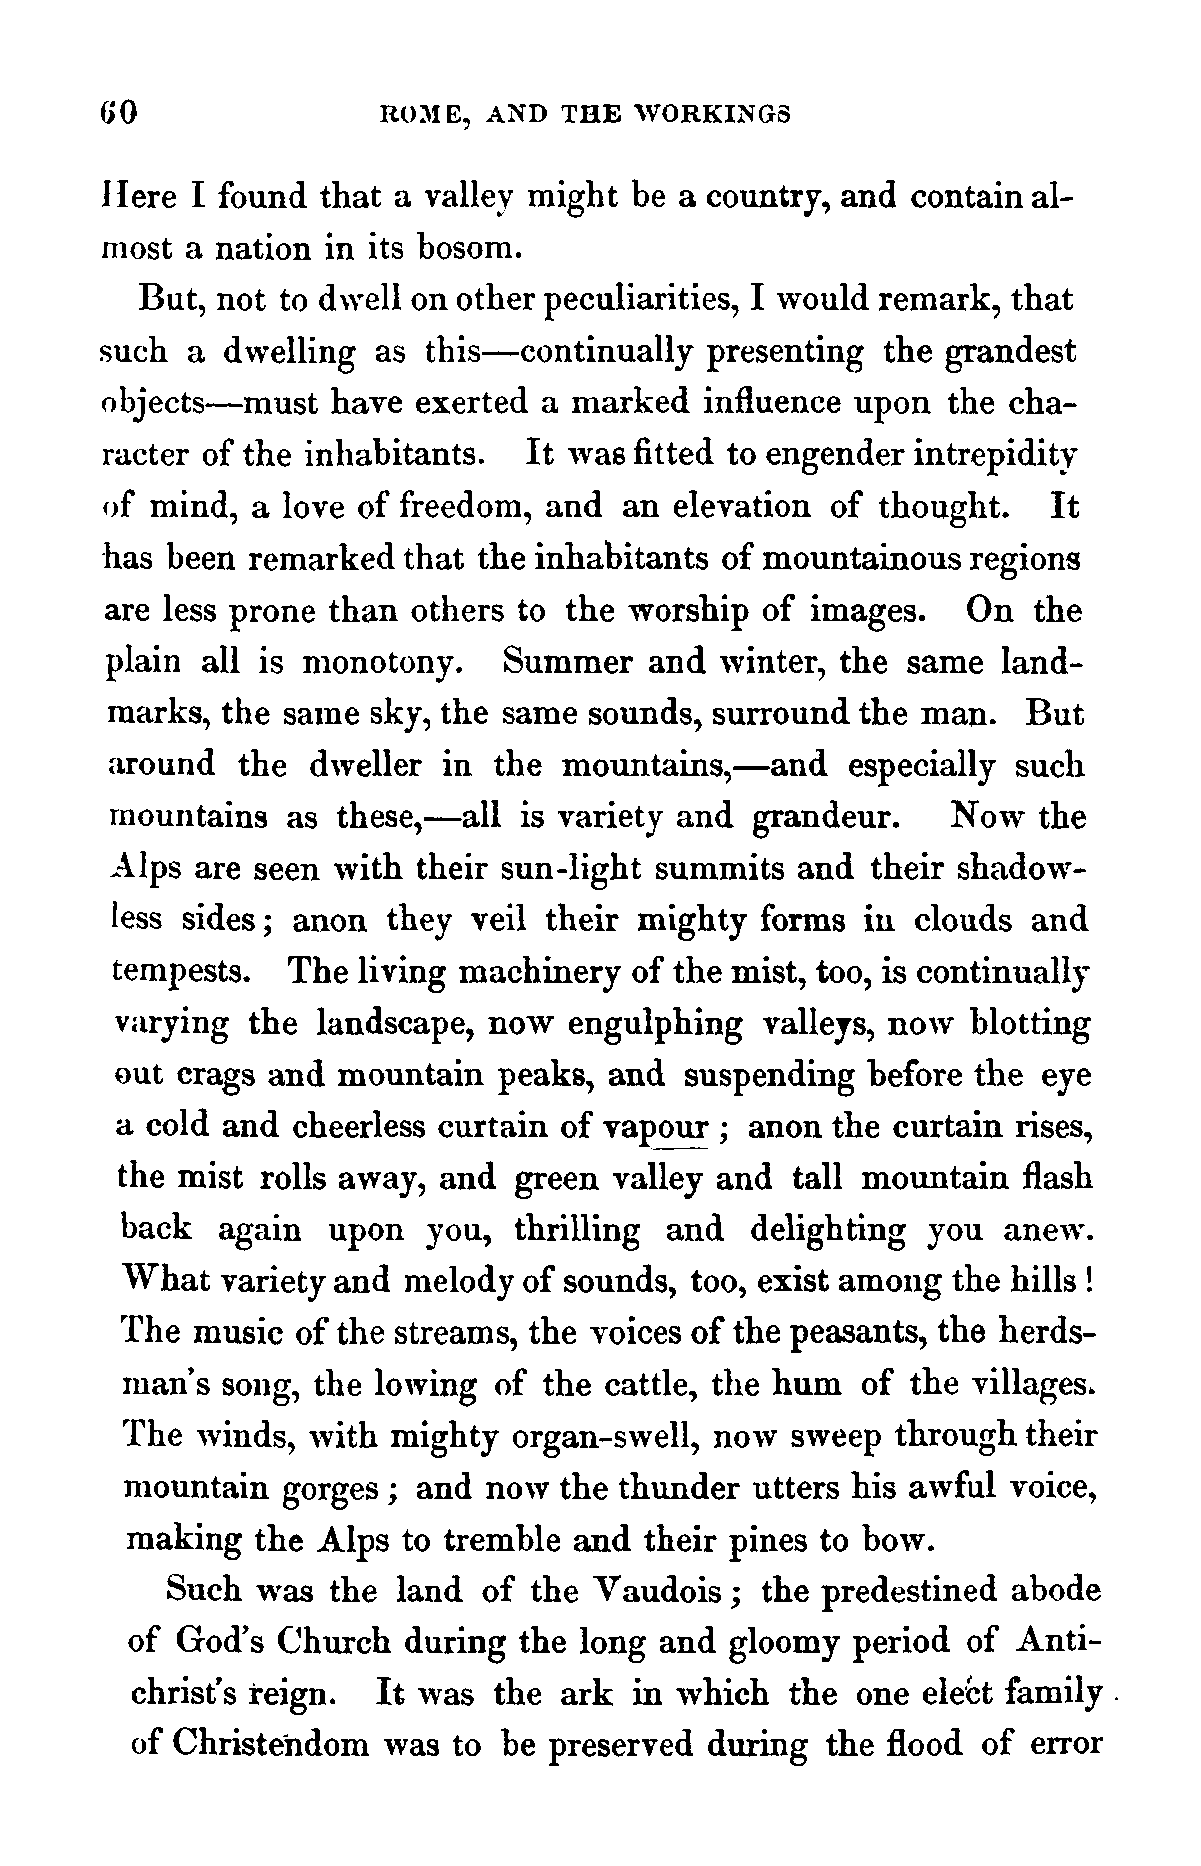 60 ROME, AND THE WORKINGS
Here I found that a valley might be a country, and contain al-
most a nation in its bosom.
But, not to dwell on other peculiarities, I would remark, that
such a dwelling as this—continually presenting the grandest
objects—must have exerted a marked influence upon the cha-
racter of the inhabitants. It was fitted to engender intrepidity
of mind, a love of freedom, and an elevation of thought. It
has been remarked that the inhabitants of mountainous regions
are less prone than others to the worship of images. On the
plain all is monotony. Summer and winter, the same land-
marks, the same sky, the same sounds, surround the man. But
around the dweller in the mountains,—and especially such
mountains as these,—all is variety and grandeur. Now the
Alps are seen with their sun-light summits and their shadow-
less sides; anon they veil their mighty forms in clouds and
tempests. The living machinery of the mist, too, is continually
varying the landscape, now engulphing valleys, now blotting
out crags and mountain peaks, and suspending before the eye
a cold and cheerless curtain of vapour; anon the curtain rises,
the mist rolls away, and green valley and tall mountain flash
back again upon you, thrilling and delighting you anew.
What variety and melody of sounds, too, exist among the hills!
The music of the streams, the voices of the peasants, the herds-
man's song, the lowing of the cattle, the hum of the villages.
The winds, with mighty organ-swell, now sweep through their
mountain gorges; and now the thunder utters his awful voice,
making the Alps to tremble and their pines to bow.
Such was the land of the Vaudois; the predestined abode
of God's Church during the long and gloomy period of Anti-
christ's reign. It was the ark in which the one elect family
of Christendom was to be preserved during the flood of error